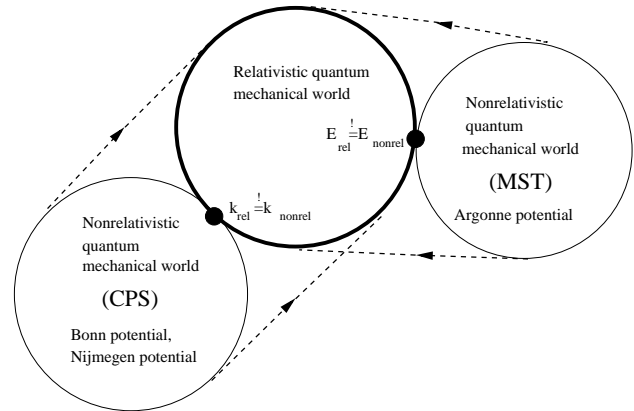 Relativistic quantum
mechanical world
E rel != E nonrel
Nonrelativistic
quantum
mechanical world
(MST)
Argonne potential
k rel != k nonrel
Nonrelativistic
quantum
mechanical world
(CPS)
Bonn potential,
Nijmegen potential